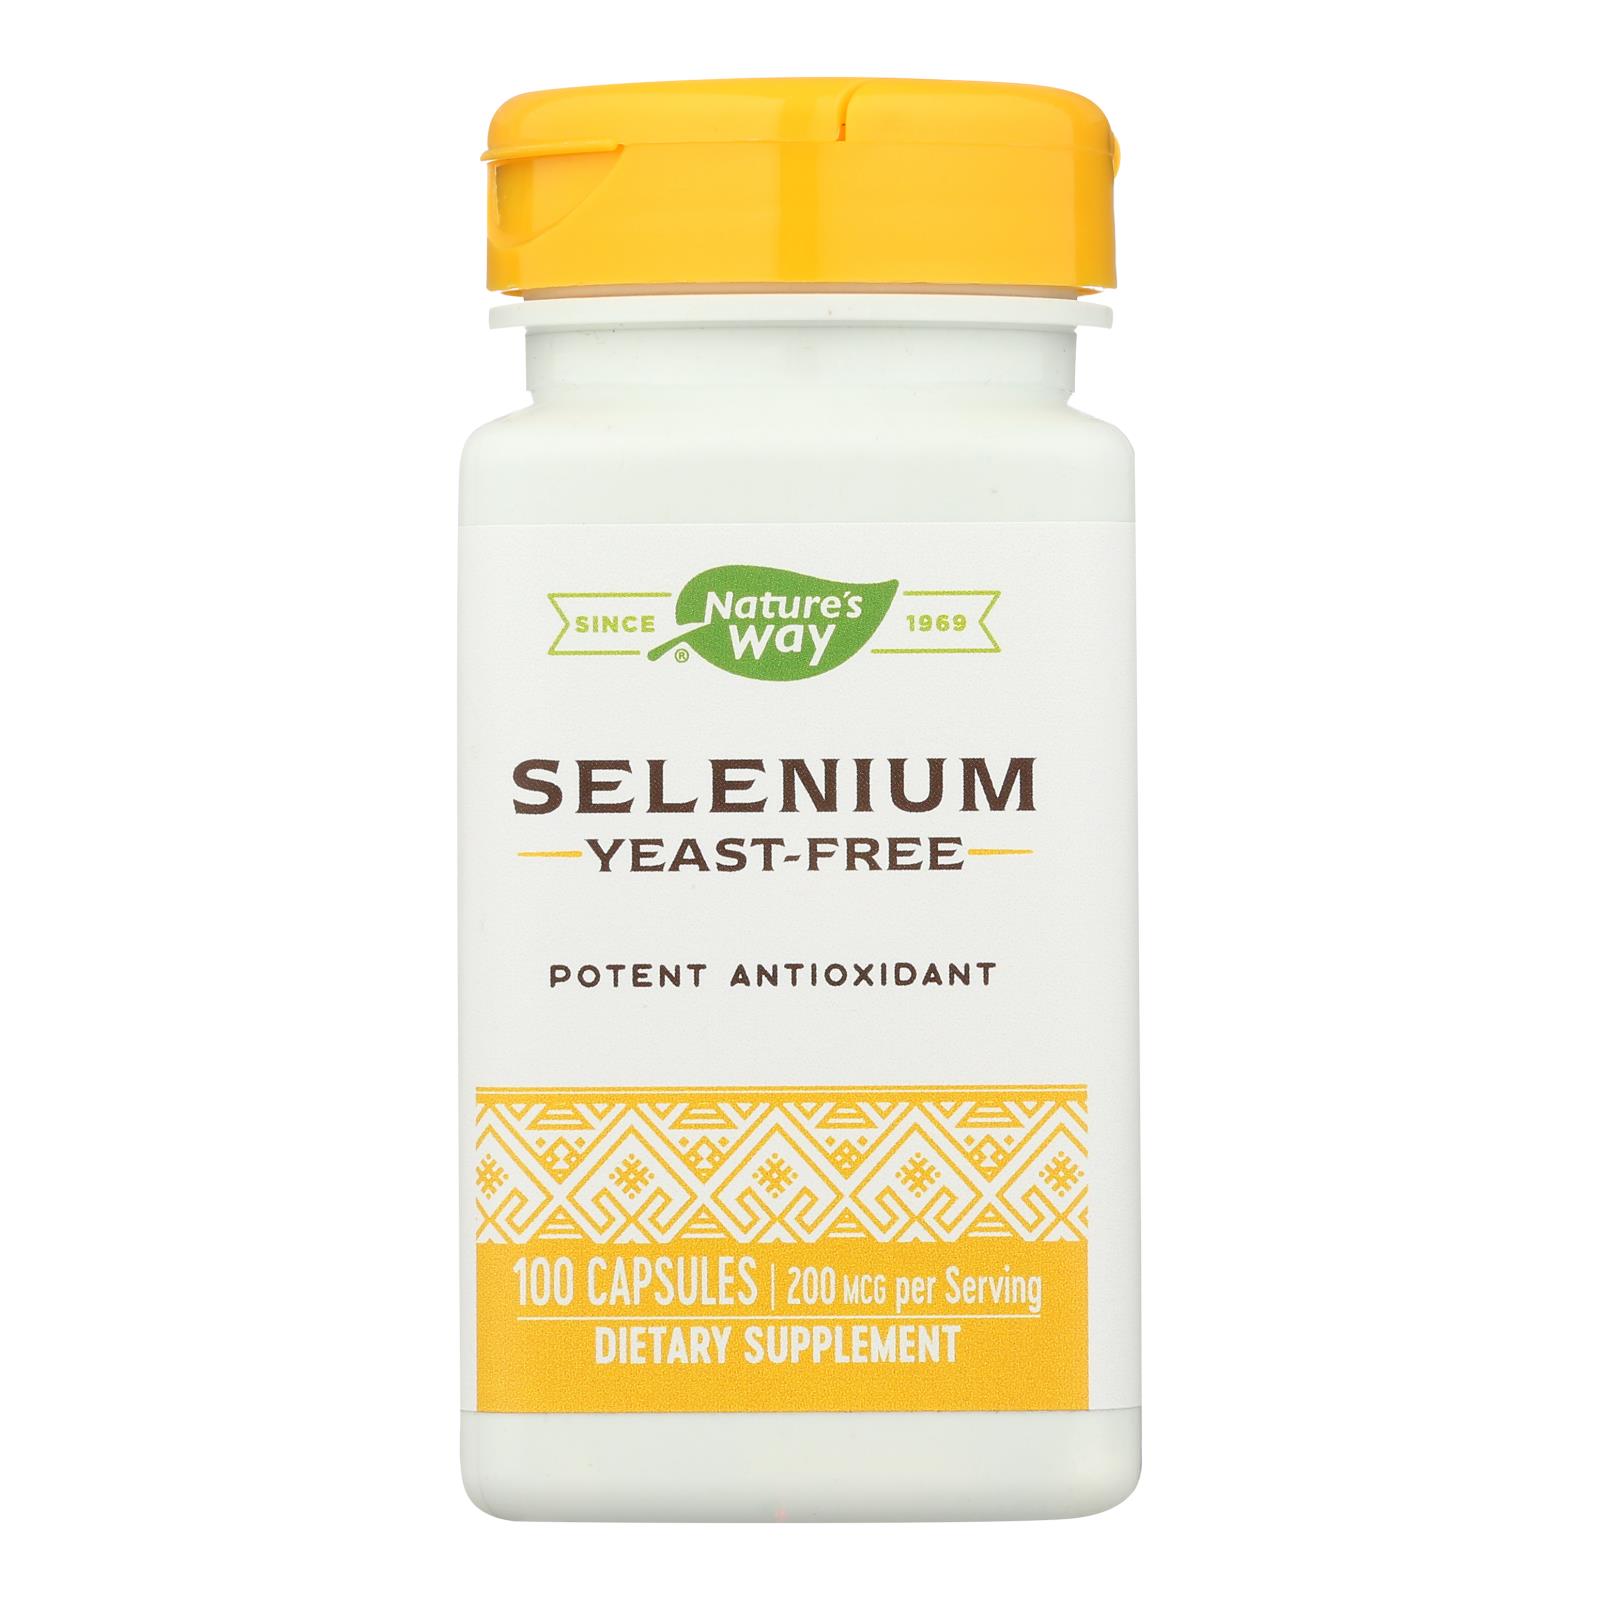 SINCE Nature's Way® 1969
SELENIUM
YEAST-FREE
POTENT ANTIOXIDANT
100 CAPSULES | 200 MCG per Serving
DIETARY SUPPLEMENT